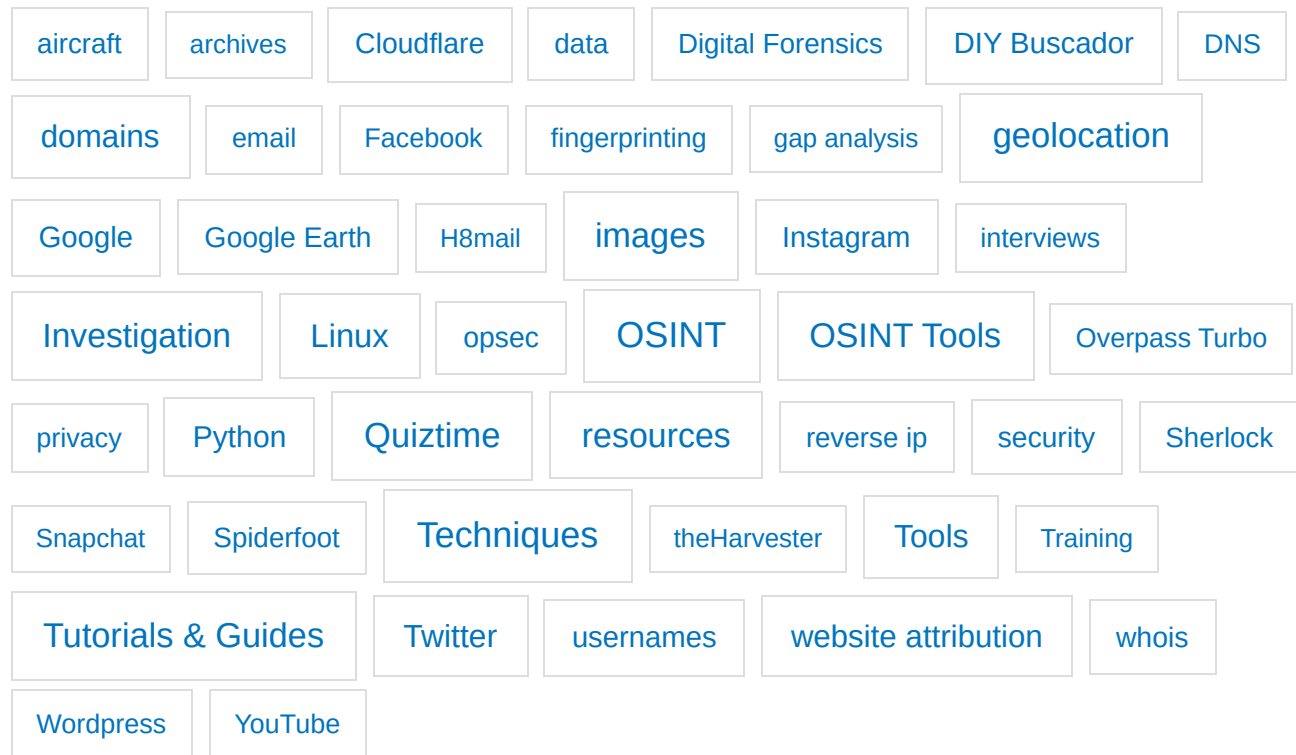 aircraft archives Cloudflare data Digital Forensics DIY Buscador DNS
domains email Facebook fingerprinting gap analysis geolocation
Google Google Earth H8mail images Instagram interviews
Investigation Linux opsec OSINT OSINT Tools Overpass Turbo
privacy Python Quiztime resources reverse ip security Sherlock
Snapchat Spiderfoot Techniques theHarvester Tools Training
Tutorials & Guides Twitter usernames website attribution whois
Wordpress YouTube